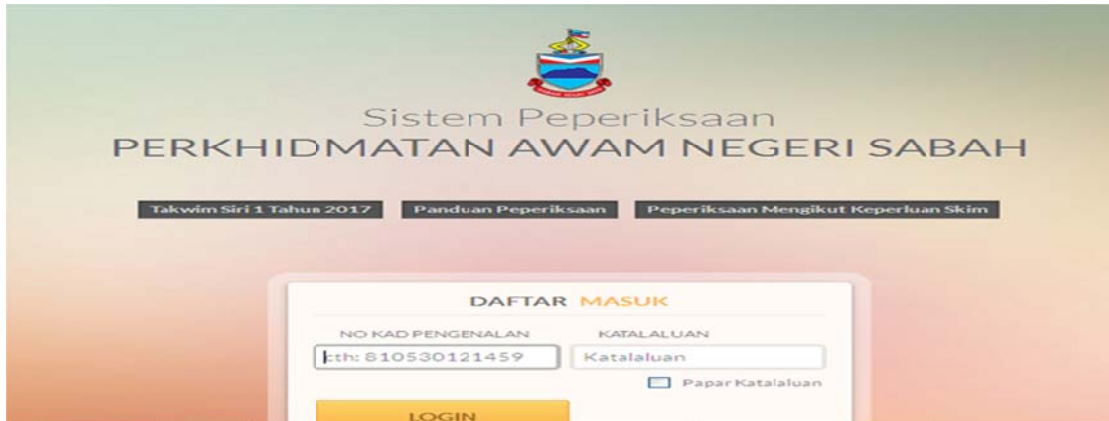 Sistem Peperiksaan
PERKHIDMATAN AWAM NEGERI SABAH
Takwim Siri 1 Tahun 2017 Panduan Peperiksaan Peperiksaan Mengikut Keperluan Skim
DAFTAR MASUK
NO KAD PENGENALAN KATALALUAN
cth: 810530121459 Katalaluan
Papar Katalaluan
LOGIN